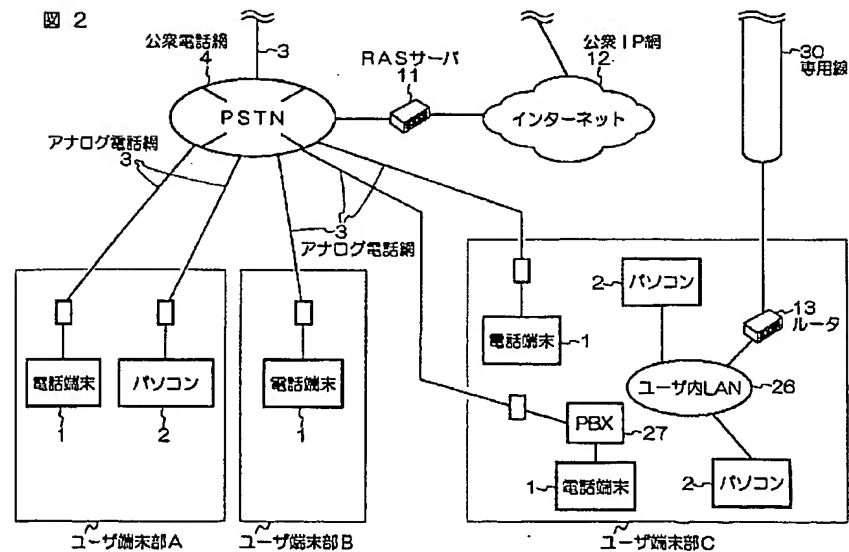 図 2
公衆電話網
4
3
RASサーバ
11
公衆IP網
12
30
専用線
PSTN
インターネット
アナログ電話網
3
3
3
アナログ電話網
2
パソコン
13
ルータ
電話端末
1
ユーザ内LAN
26
電話端末
1
パソコン
2
電話端末
1
PBX
27
1
電話端末
2
パソコン
ユーザ端末部A
ユーザ端末部B
ユーザ端末部C